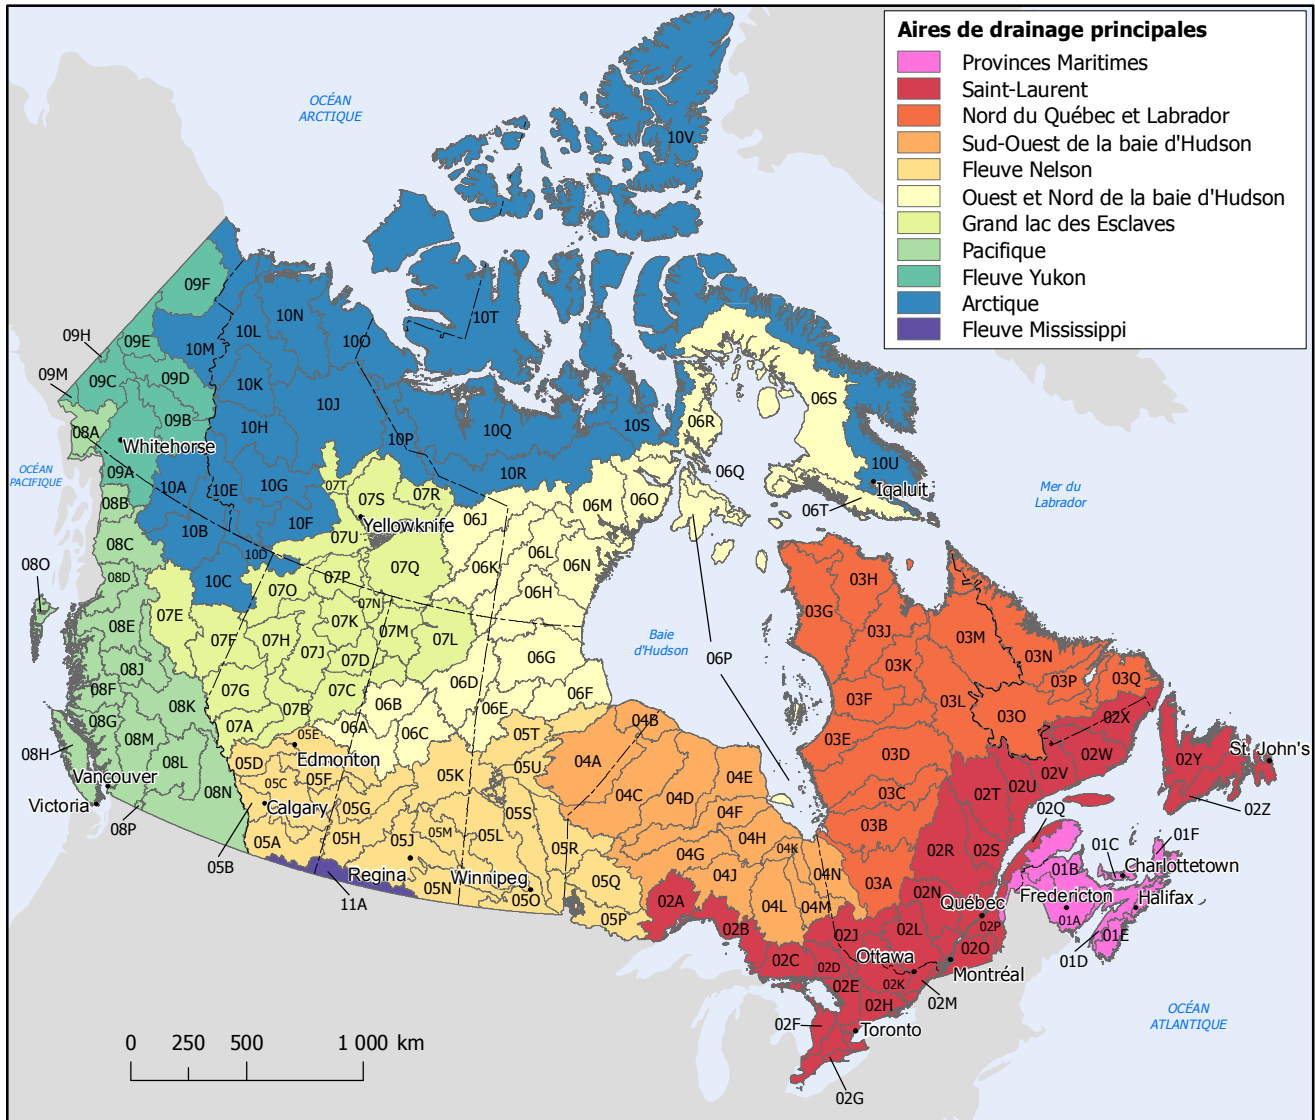 Aires de drainage principales
Provinces Maritimes
Saint-Laurent
Nord du Québec et Labrador
Sud-Ouest de la baie d'Hudson
Fleuve Nelson
Ouest et Nord de la baie d'Hudson
Grand lac des Esclaves
Pacifique
Fleuve Yukon
Arctique
Fleuve Mississippi
OCÉAN
ARCTIQUE
10V
09F
10N
10L
10O
10T
09H
09E
10M
09M
09C
09D
10K
10J
06S
08A
09B
10H
10P
10Q
10S
06R
Whitehorse
OCÉAN
PACIFIQUE
09A
10A
10E
10G
10R
06Q
10U
Iqaluit
Mer du
Labrador
08B
07T
07S
07R
06M
06O
06T
10B
10F
Yellowknife
06J
08C
07U
06L
10D
06K
06N
08O
08D
10C
07P
07Q
07O
06H
03H
07E
07N
03G
08E
07F
07H
07K
07M
07L
03J
03M
Baie
d'Hudson
07J
07D
06G
06P
03K
03N
08J
08F
07G
07C
06D
06F
03F
03L
03P
03Q
08K
07B
06B
06E
08G
07A
06A
06C
03O
02X
08H
08M
05E
05T
04B
03E
Edmonton
03D
02W
St. John's
08L
05D
05U
04A
02Y
Vancouver
05C
05F
05K
04E
02V
08N
04C
04D
03C
02T
02U
Victoria
Calgary
05G
05S
04F
02Q
02Z
08P
05H
05J
05M
05L
04H
03B
05A
05R
04K
02R
02S
01C
01F
05B
04G
01B
Charlottetown
Regina
Winnipeg
05Q
04J
04N
03A
11A
05N
05O
02N
Québec
Fredericton
Halifax
05P
02A
04L
04M
01A
02B
02J
02L
02P
01E
02O
01D
Ottawa
02C
02D
Montréal
02E
02K
02M
02H
OCÉAN
ATLANTIQUE
02F
Toronto
0 250 500 1 000 km
02G